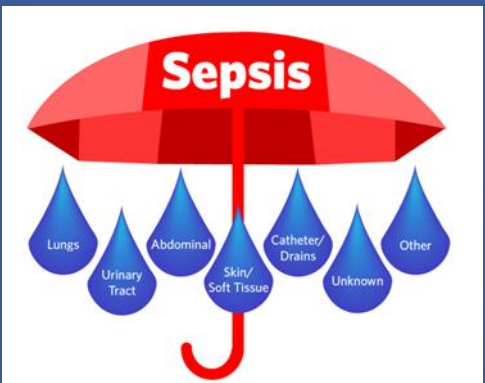 Sepsis
Lungs
Urinary
Tract
Abdominal
Skin/
Soft Tissue
Catheter/
Drains
Unknown
Other